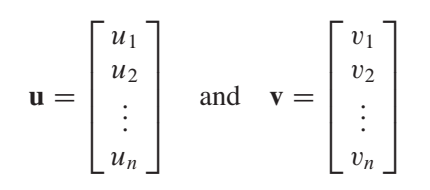 u = [ u1 u2 ⋮ un ] and v = [ v1 v2 ⋮ vn ]